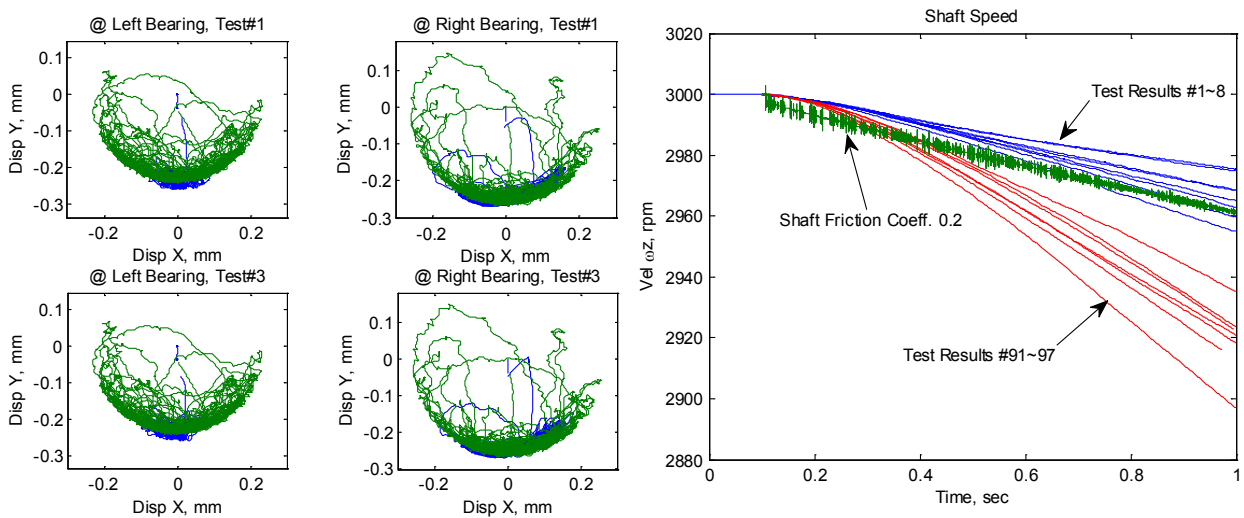 @ Left Bearing, Test#1
Disp Y, mm
0.1
0
-0.1
-0.2
-0.3
-0.2
0
0.2
Disp X, mm
@ Right Bearing, Test#1
Disp Y, mm
0.1
0
-0.1
-0.2
-0.3
-0.2
0
0.2
Disp X, mm
@ Left Bearing, Test#3
Disp Y, mm
0.1
0
-0.1
-0.2
-0.3
-0.2
0
0.2
Disp X, mm
@ Right Bearing, Test#3
Disp Y, mm
0.1
0
-0.1
-0.2
-0.3
-0.2
0
0.2
Disp X, mm
Shaft Speed
Vel ωz, rpm
3020
3000
2980
2960
2940
2920
2900
2880
Test Results #1~8
Shaft Friction Coeff. 0.2
Test Results #91~97
0
0.2
0.4
0.6
0.8
1
Time, sec